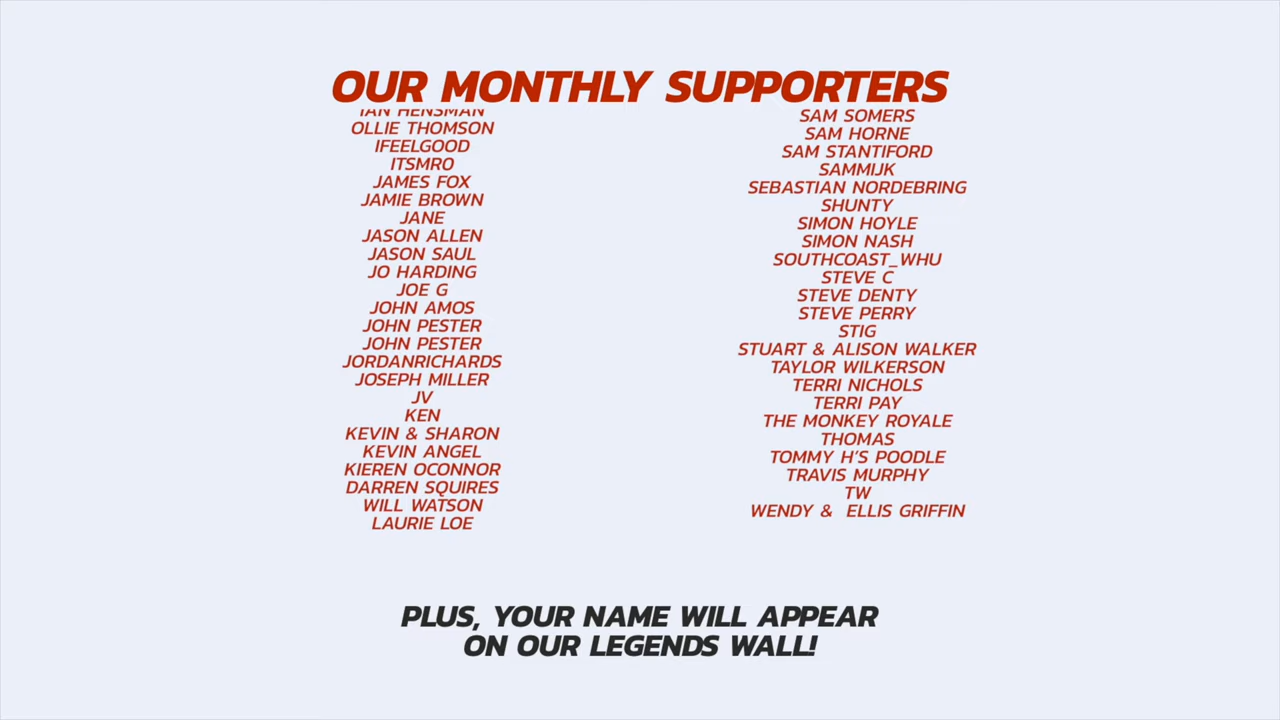 OUR MONTHLY SUPPORTERS
IAN HENSMAN
OLLIE THOMSON
IFEELGOOD
ITSMRO
JAMES FOX
JAMIE BROWN
JANE
JASON ALLEN
JASON SAUL
JO HARDING
JOE G
JOHN AMOS
JOHN PESTER
JOHN PESTER
JORDANRICHARDS
JOSEPH MILLER
JV
KEN
KEVIN & SHARON
KEVIN ANGEL
KIEREN OCONNOR
DARREN SQUIRES
WILL WATSON
LAURIE LOE
SAM SOMERS
SAM HORNE
SAM STANTIFORD
SAMMIJK
SEBASTIAN NORDEBRING
SHUNTY
SIMON HOYLE
SIMON NASH
SOUTHCOAST_WHU
STEVE C
STEVE DENTY
STEVE PERRY
STIG
STUART & ALISON WALKER
TAYLOR WILKERSON
TERRI NICHOLS
TERRI PAY
THE MONKEY ROYALE
THOMAS
TOMMY H'S POODLE
TRAVIS MURPHY
TW
WENDY &  ELLIS GRIFFIN
PLUS, YOUR NAME WILL APPEAR
ON OUR LEGENDS WALL!